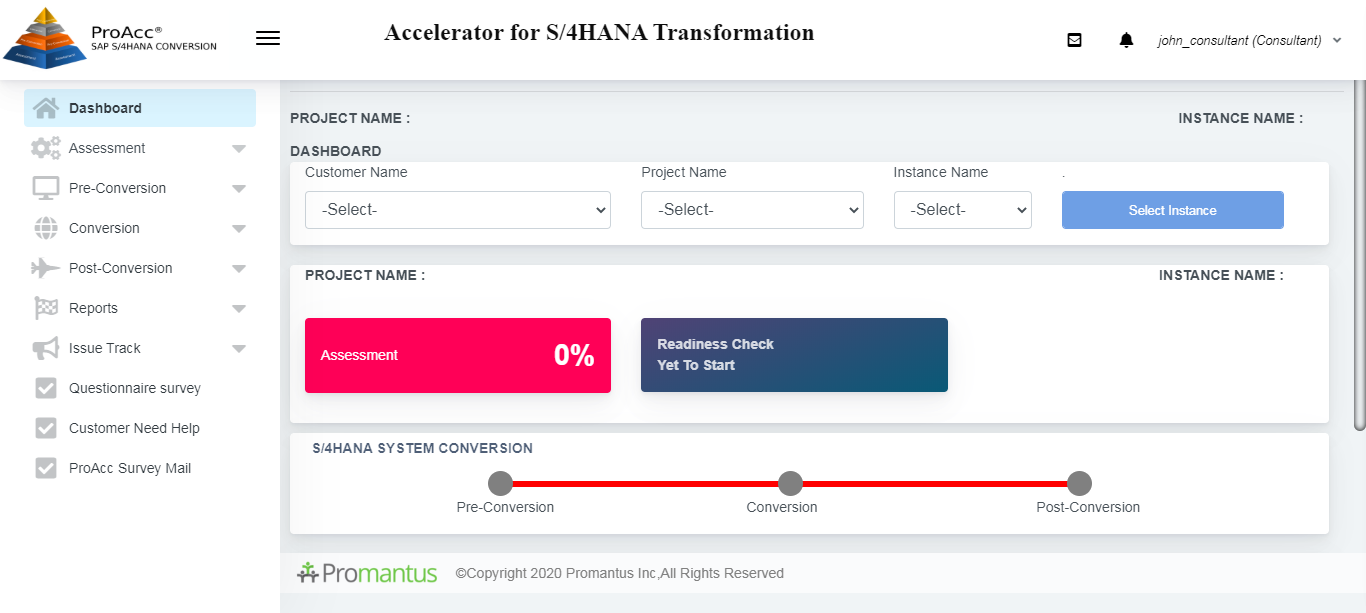 ProAcc®
SAP S/4HANA CONVERSION
Accelerator for S/4HANA Transformation
john_consultant (Consultant)
Dashboard
Assessment
Pre-Conversion
Conversion
Post-Conversion
Reports
Issue Track
Questionnaire survey
Customer Need Help
ProAcc Survey Mail
PROJECT NAME : INSTANCE NAME :
DASHBOARD
Customer Name Project Name Instance Name .
-Select- -Select- -Select- Select Instance
PROJECT NAME : INSTANCE NAME :
Assessment 0%
Readiness Check
Yet To Start
S/4HANA SYSTEM CONVERSION
Pre-Conversion Conversion Post-Conversion
Promantus ©Copyright 2020 Promantus Inc,All Rights Reserved